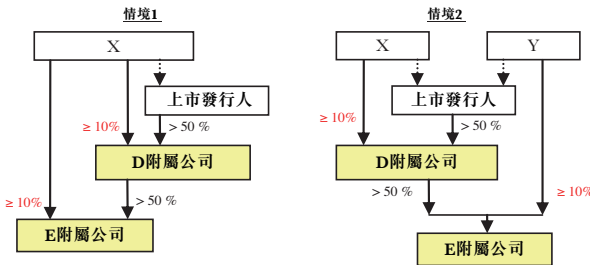 情境1
X
上市發行人
≥ 10%
> 50 %
D附屬公司
≥ 10%
> 50 %
E附屬公司
情境2
X
Y
上市發行人
≥ 10%
> 50 %
D附屬公司
> 50 %
≥ 10%
E附屬公司